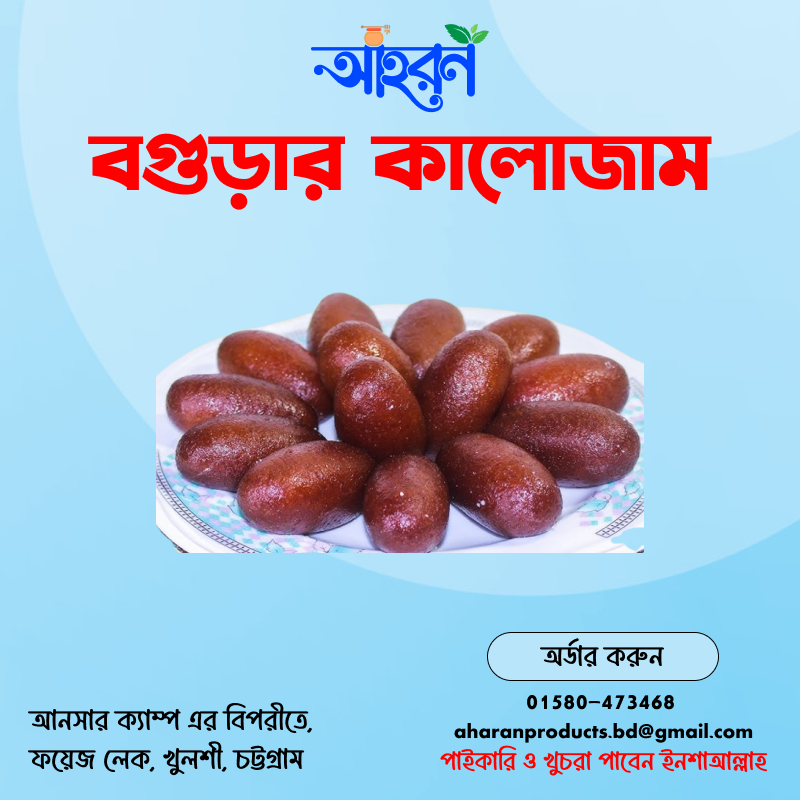 আহরন
বগুড়ার কালোজাম
অর্ডার করুন
01580-473468
aharanproducts.bd@gmail.com
পাইকারি ও খুচরা পাবেন ইনশাআল্লাহ
আনসার ক্যাম্প এর বিপরীতে,
ফয়েজ লেক, খুলশী, চট্টগ্রাম